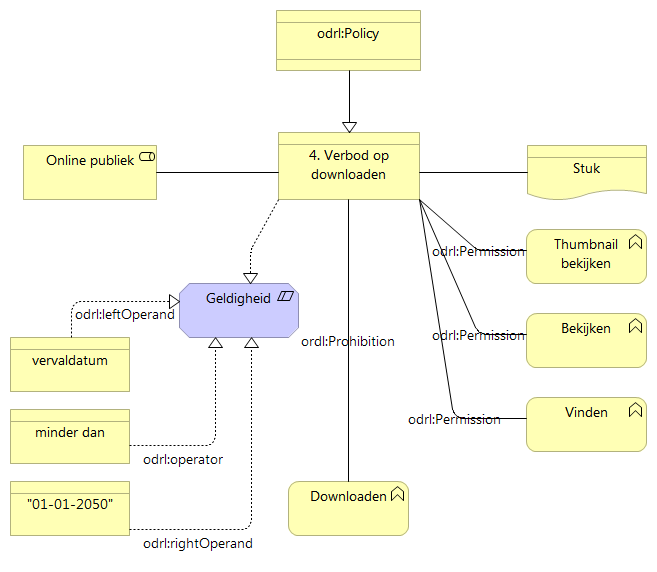 odrl:Policy
Online publiek
4. Verbod op
downloaden
Stuk
Thumbnail
bekijken
odrl:Permission
Geldigheid
odrl:leftOperand
Bekijken
odrl:Permission
ordl:Prohibition
vervaldatum
Vinden
odrl:Permission
minder dan
odrl:operator
"01-01-2050"
Downloaden
odrl:rightOperand